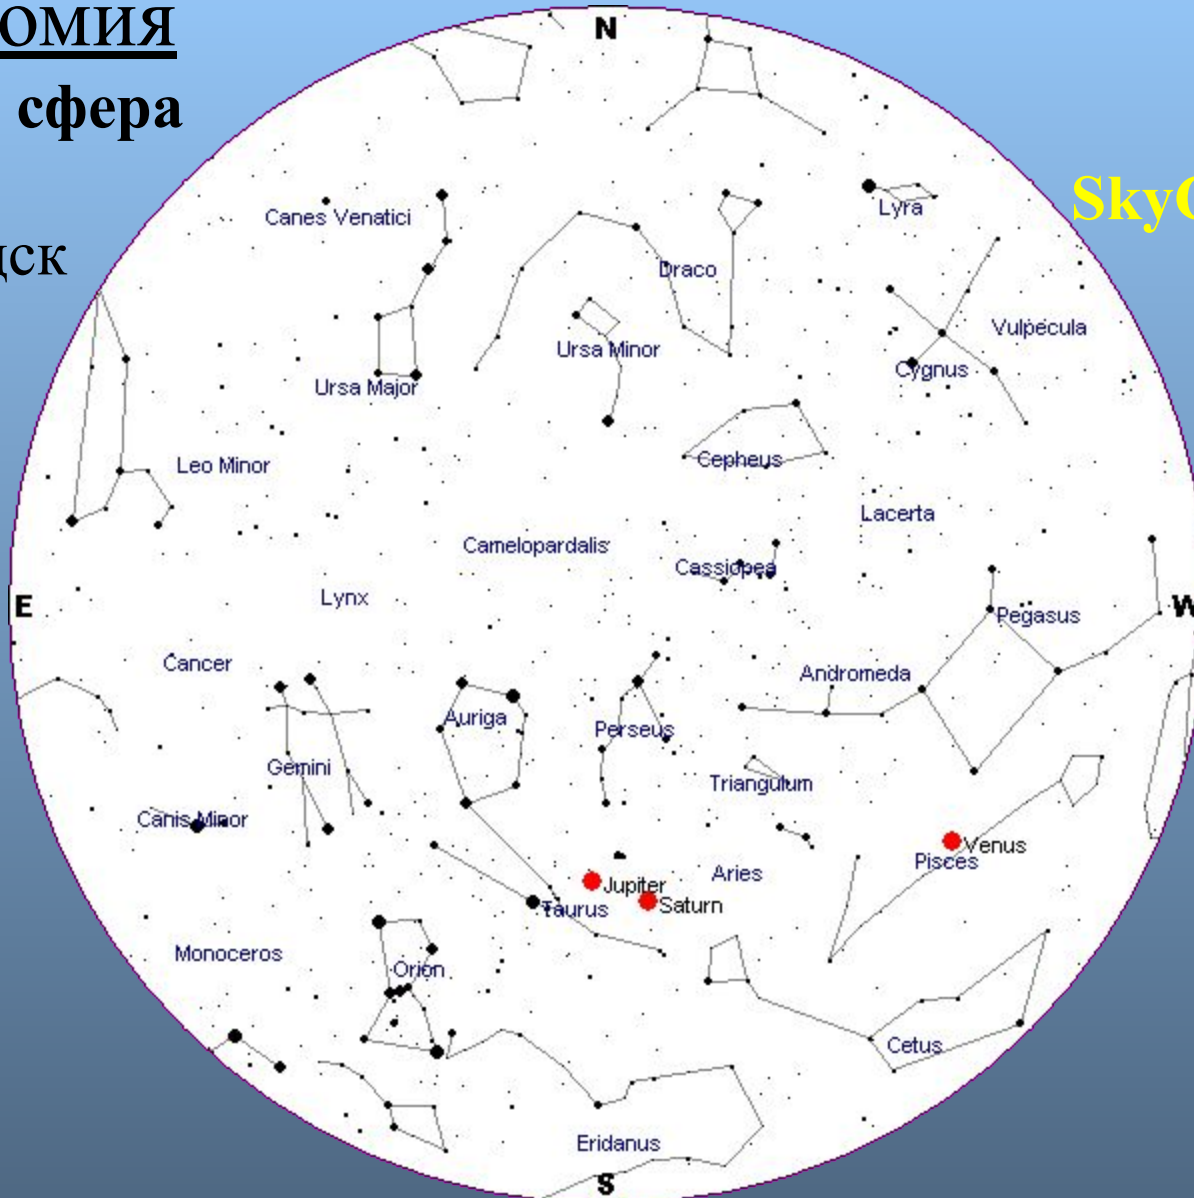 ОМИЯ
сфера
дск
SkyC
N
Canes Venatici
Lyra
Draco
Ursa Minor
Vulpecula
Cygnus
Ursa Major
Cepheus
Leo Minor
Lacerta
Camelopardalis
Cassiopea
Lynx
E
W
Pegasus
Cancer
Andromeda
Auriga
Perseus
Gemini
Triangulum
Canis Minor
Venus
Pisces
Aries
Jupiter
Taurus
Saturn
Monoceros
Orion
Cetus
Eridanus
S